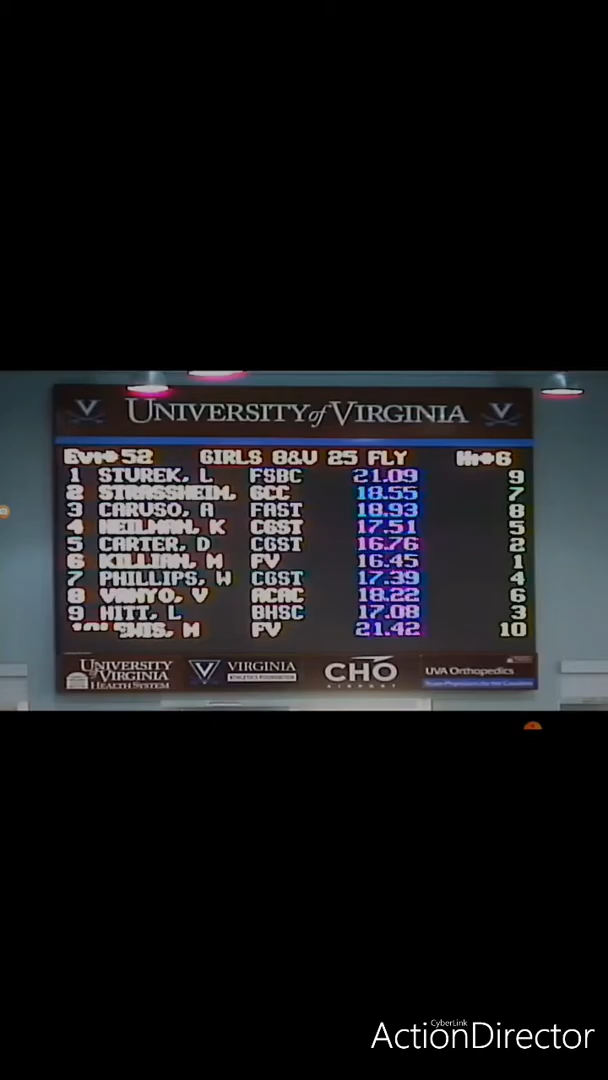 UNIVERSITY of VIRGINIA
Evt 52 GIRLS 8&U 25 FLY Ht 6
1 STUREK, L FSBC 21.09 9
2 STRASSHEIM, GCC 18.55 7
3 CARUSO, A FAST 18.93 8
4 HEILMAN, K CGST 17.51 5
5 CARTER, D CGST 16.76 2
6 KILLIAN, M FV 16.45 1
7 PHILLIPS, W CGST 17.39 4
8 VANYO, V ACAC 18.22 6
9 HITT, L BHSC 17.08 3
M FV 21.42 10
UNIVERSITY
of VIRGINIA
HEALTH SYSTEM
VIRGINIA
ATHLETICS FOUNDATION
CHO
AIRPORT
UVA Orthopedics
CyberLink
ActionDirector